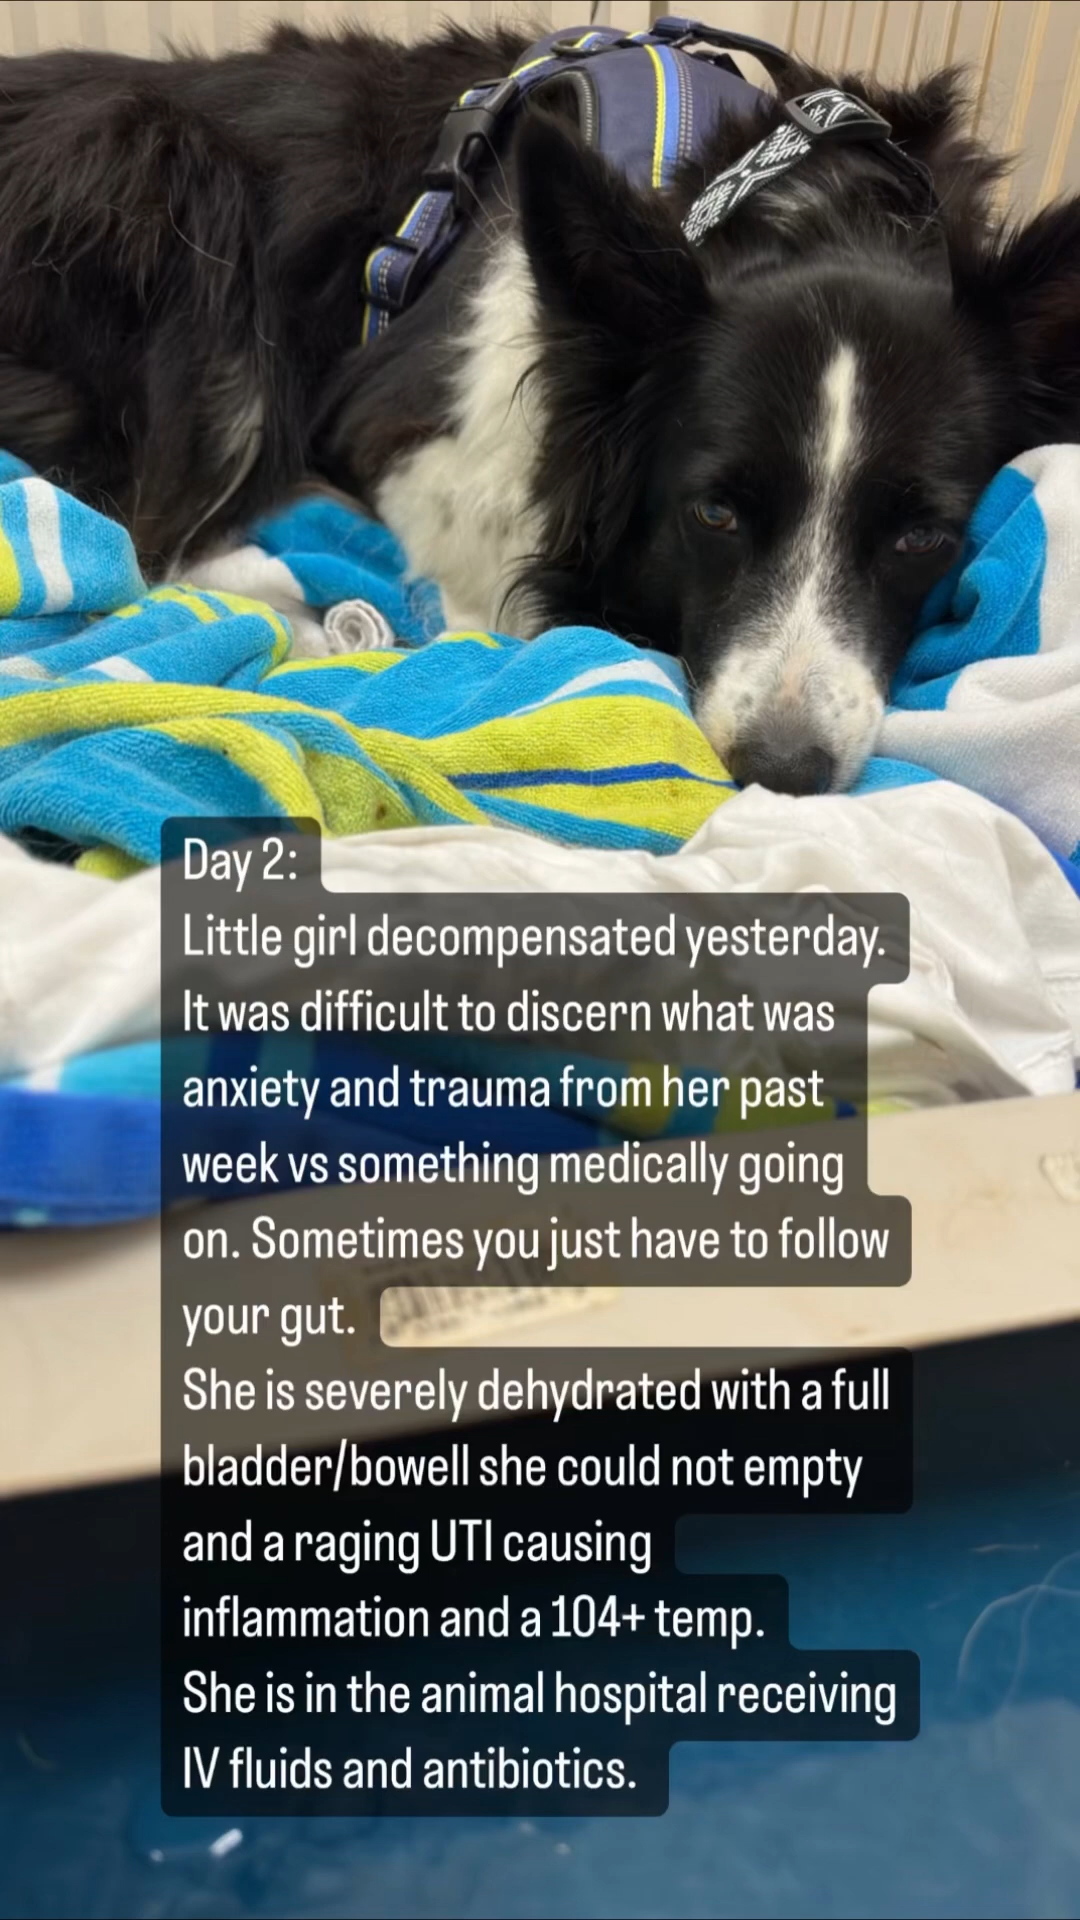 Day 2:
Little girl decompensated yesterday.
It was difficult to discern what was
anxiety and trauma from her past
week vs something medically going
on. Sometimes you just have to follow
your gut.
She is severely dehydrated with a full
bladder/bowell she could not empty
and a raging UTI causing
inflammation and a 104+ temp.
She is in the animal hospital receiving
IV fluids and antibiotics.